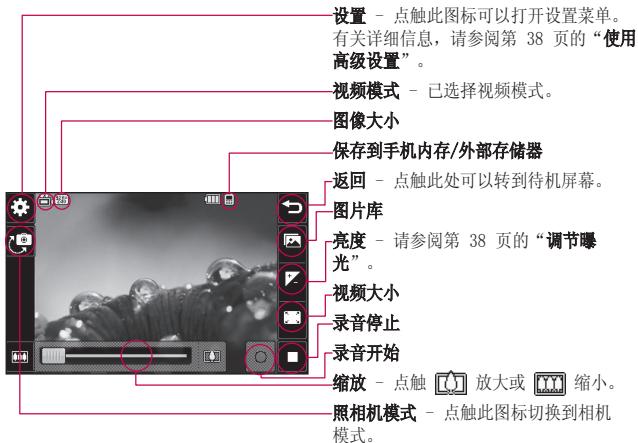 设置 - 点触此图标可以打开设置菜单。
有关详细信息，请参阅第 38 页的“使用
高级设置”。
视频模式 - 已选择视频模式。
图像大小
保存到手机内存/外部存储器
返回 - 点触此处可以转到待机屏幕。
图片库
亮度 - 请参阅第 38 页的“调节曝
光”。
视频大小
录音停止
录音开始
缩放 - 点触 放大或 缩小。
照相机模式 - 点触此图标切换到相机
模式。